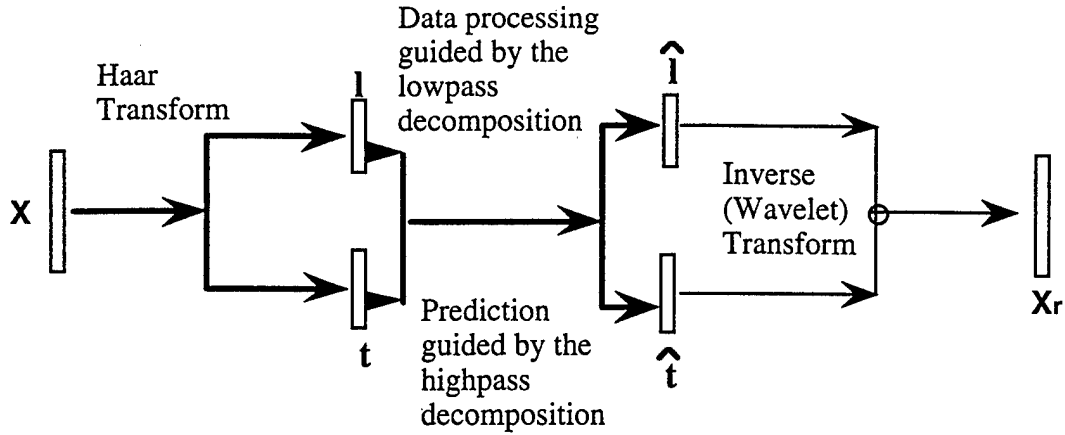 Data processing
guided by the
lowpass
decomposition
Haar
Transform
l
l̂
X
Inverse
(Wavelet)
Transform
Xr
t
Prediction
guided by the
highpass
decomposition
t̂